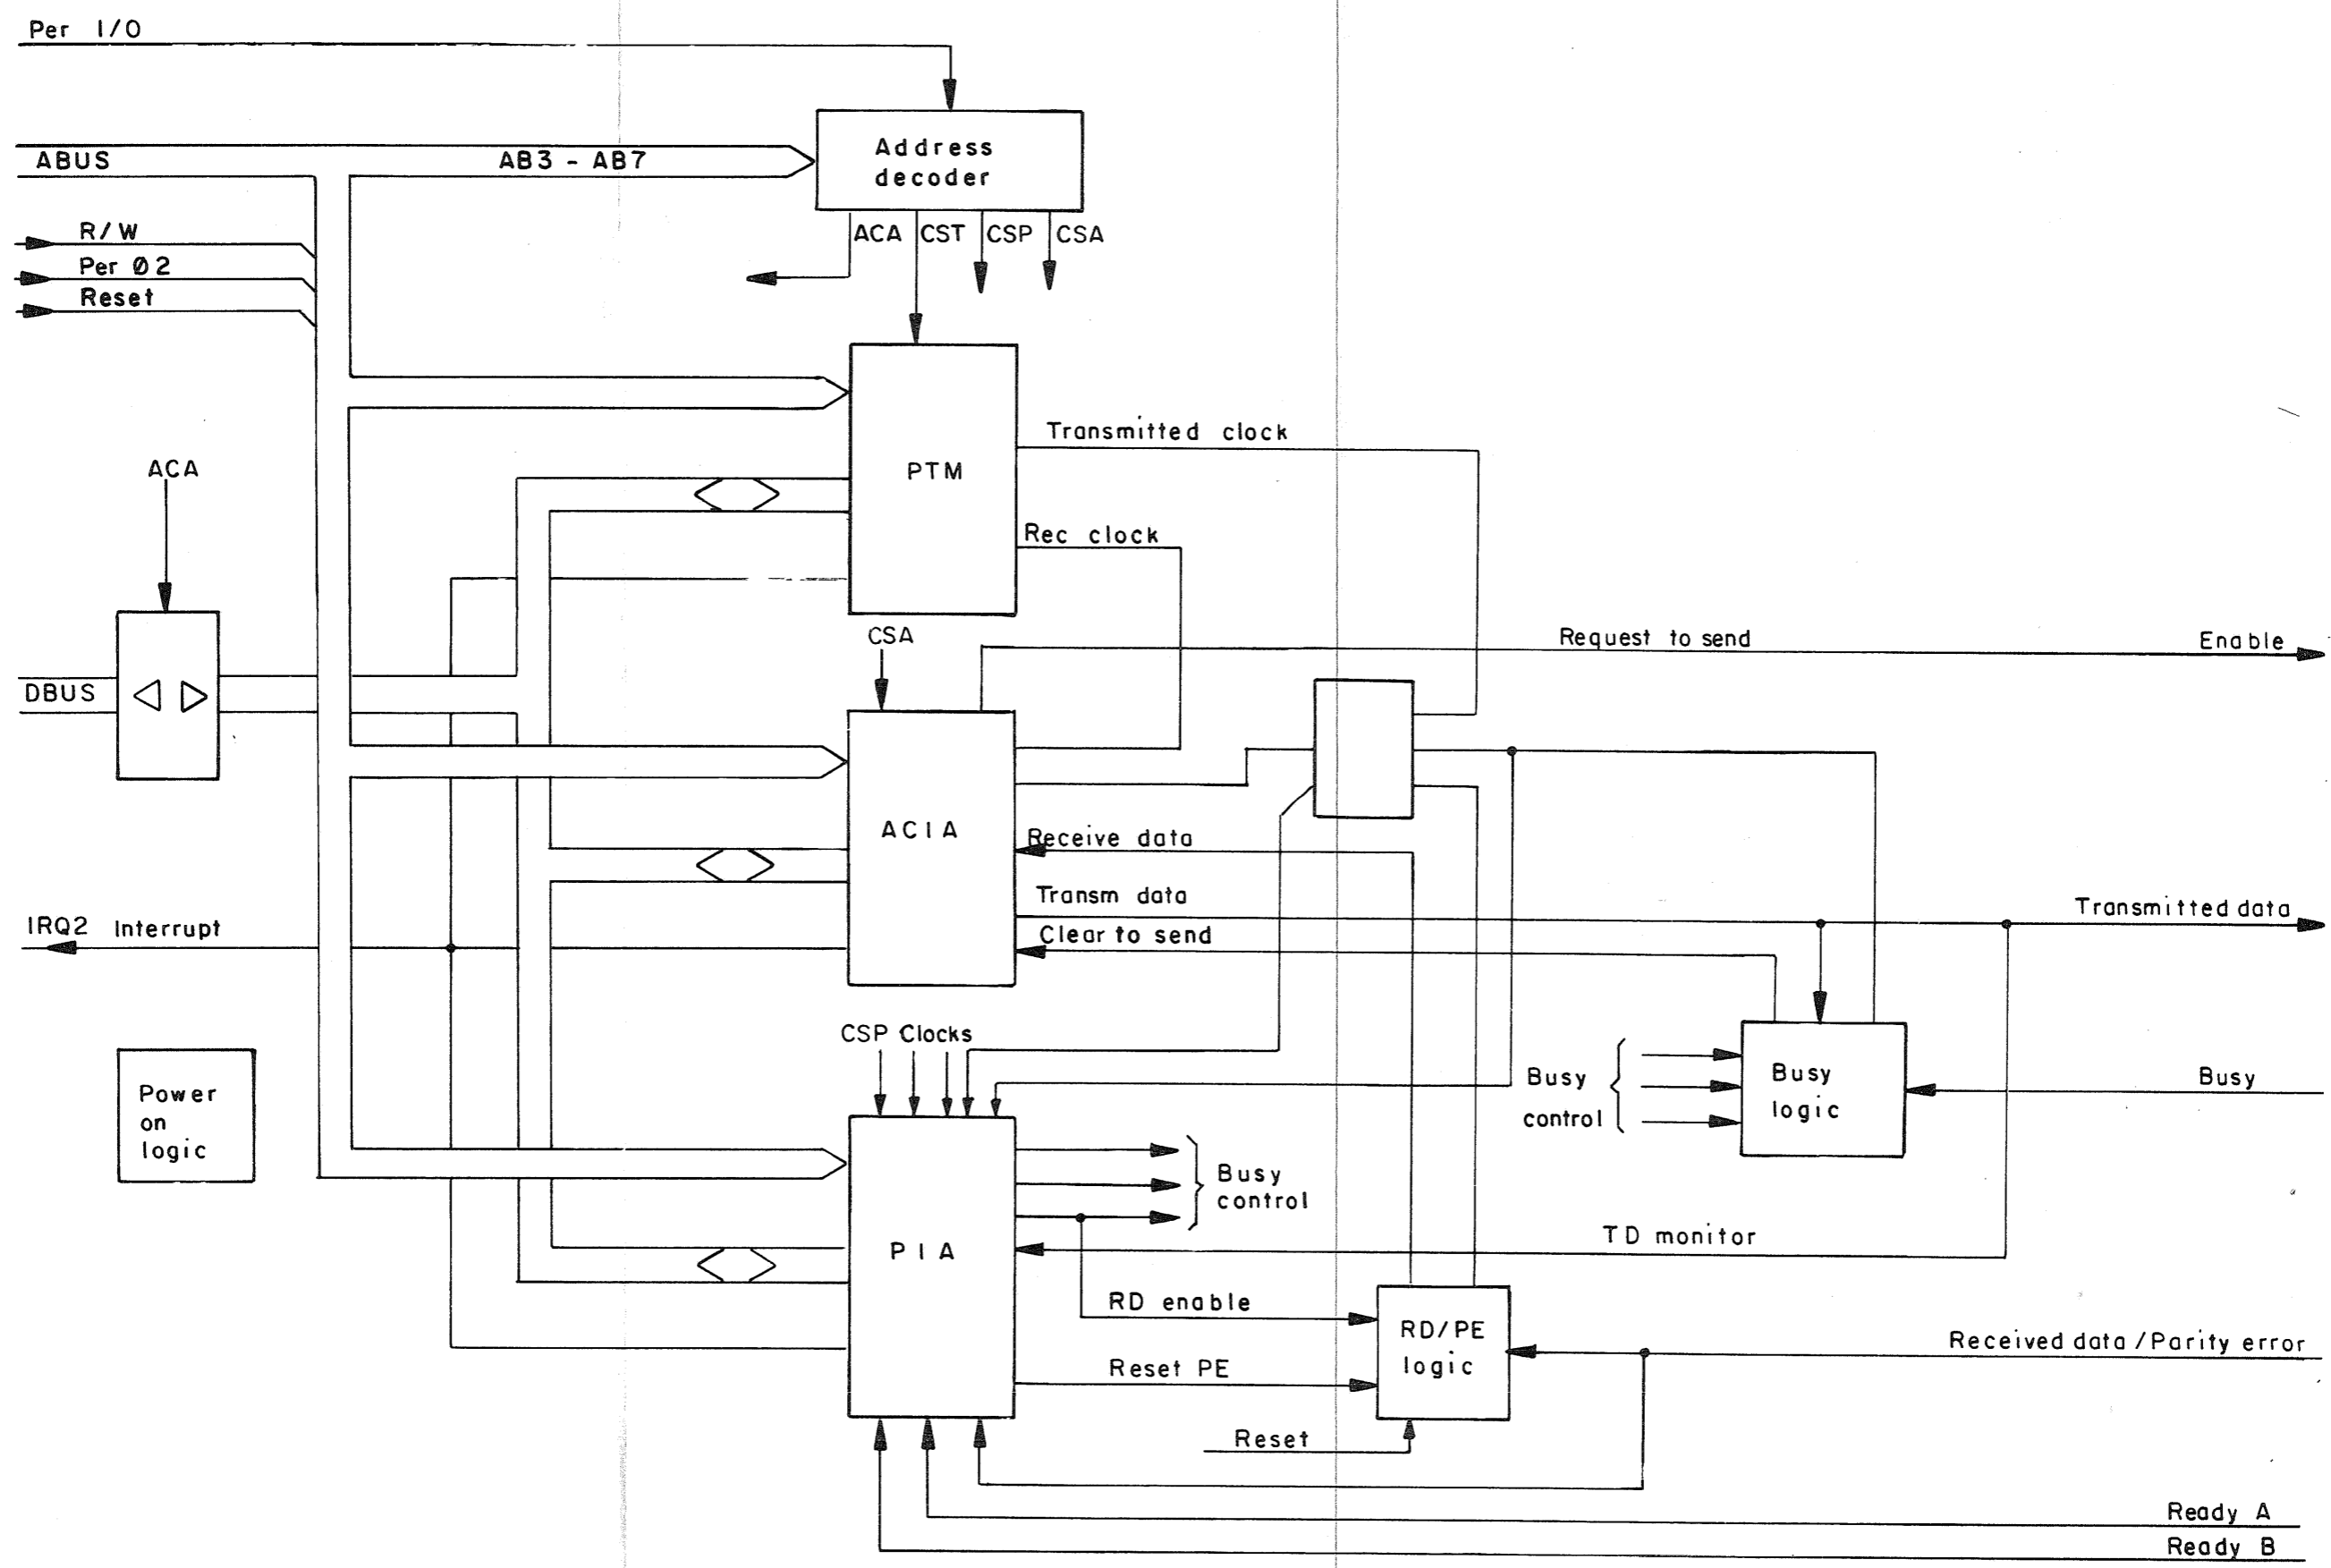 Per I/O
ABUS
AB3 - AB7
Address
decoder
R/W
Per Ø2
Reset
ACA
CST
CSP
CSA
ACA
Transmitted clock
PTM
Rec clock
CSA
Request to send
Enable
DBUS
ACIA
Receive data
Transm data
Transmitted data
IRQ2 Interrupt
Clear to send
CSP Clocks
Power
on
logic
Busy
control
Busy
logic
Busy
Busy
control
PIA
TD monitor
RD enable
RD/PE
logic
Received data/Parity error
Reset PE
Reset
Ready A
Ready B